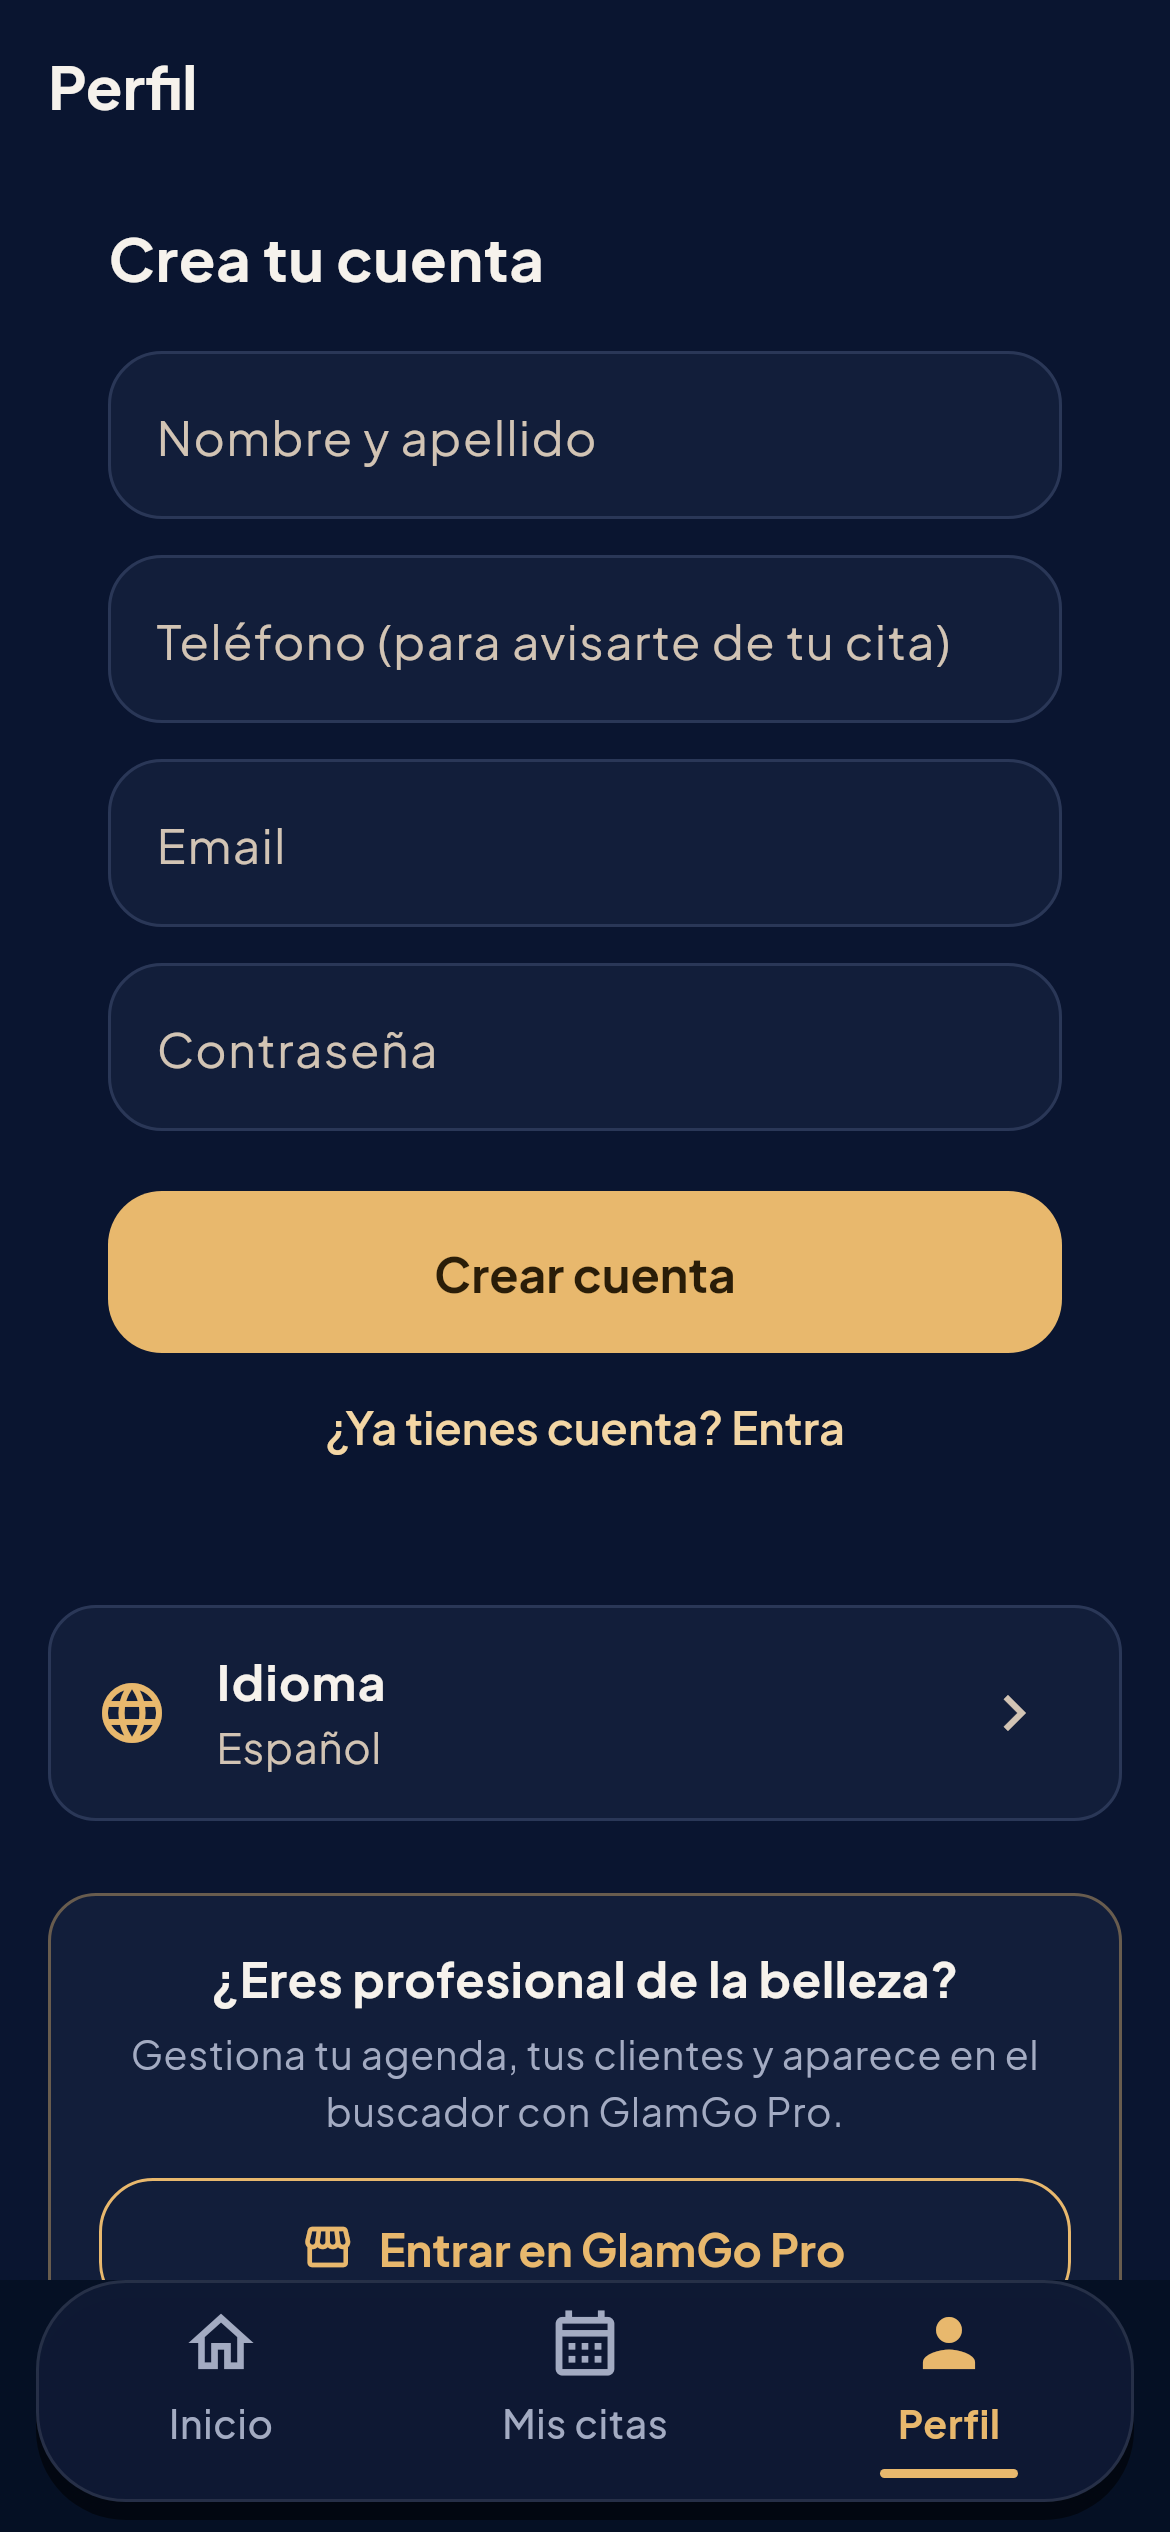 Perfil
Crea tu cuenta
Nombre y apellido
Teléfono (para avisarte de tu cita)
Email
Contraseña
Crear cuenta
¿Ya tienes cuenta? Entra
Idioma
Español
¿Eres profesional de la belleza?
Gestiona tu agenda, tus clientes y aparece en el
buscador con GlamGo Pro.
Entrar en GlamGo Pro
Inicio
Mis citas
Perfil